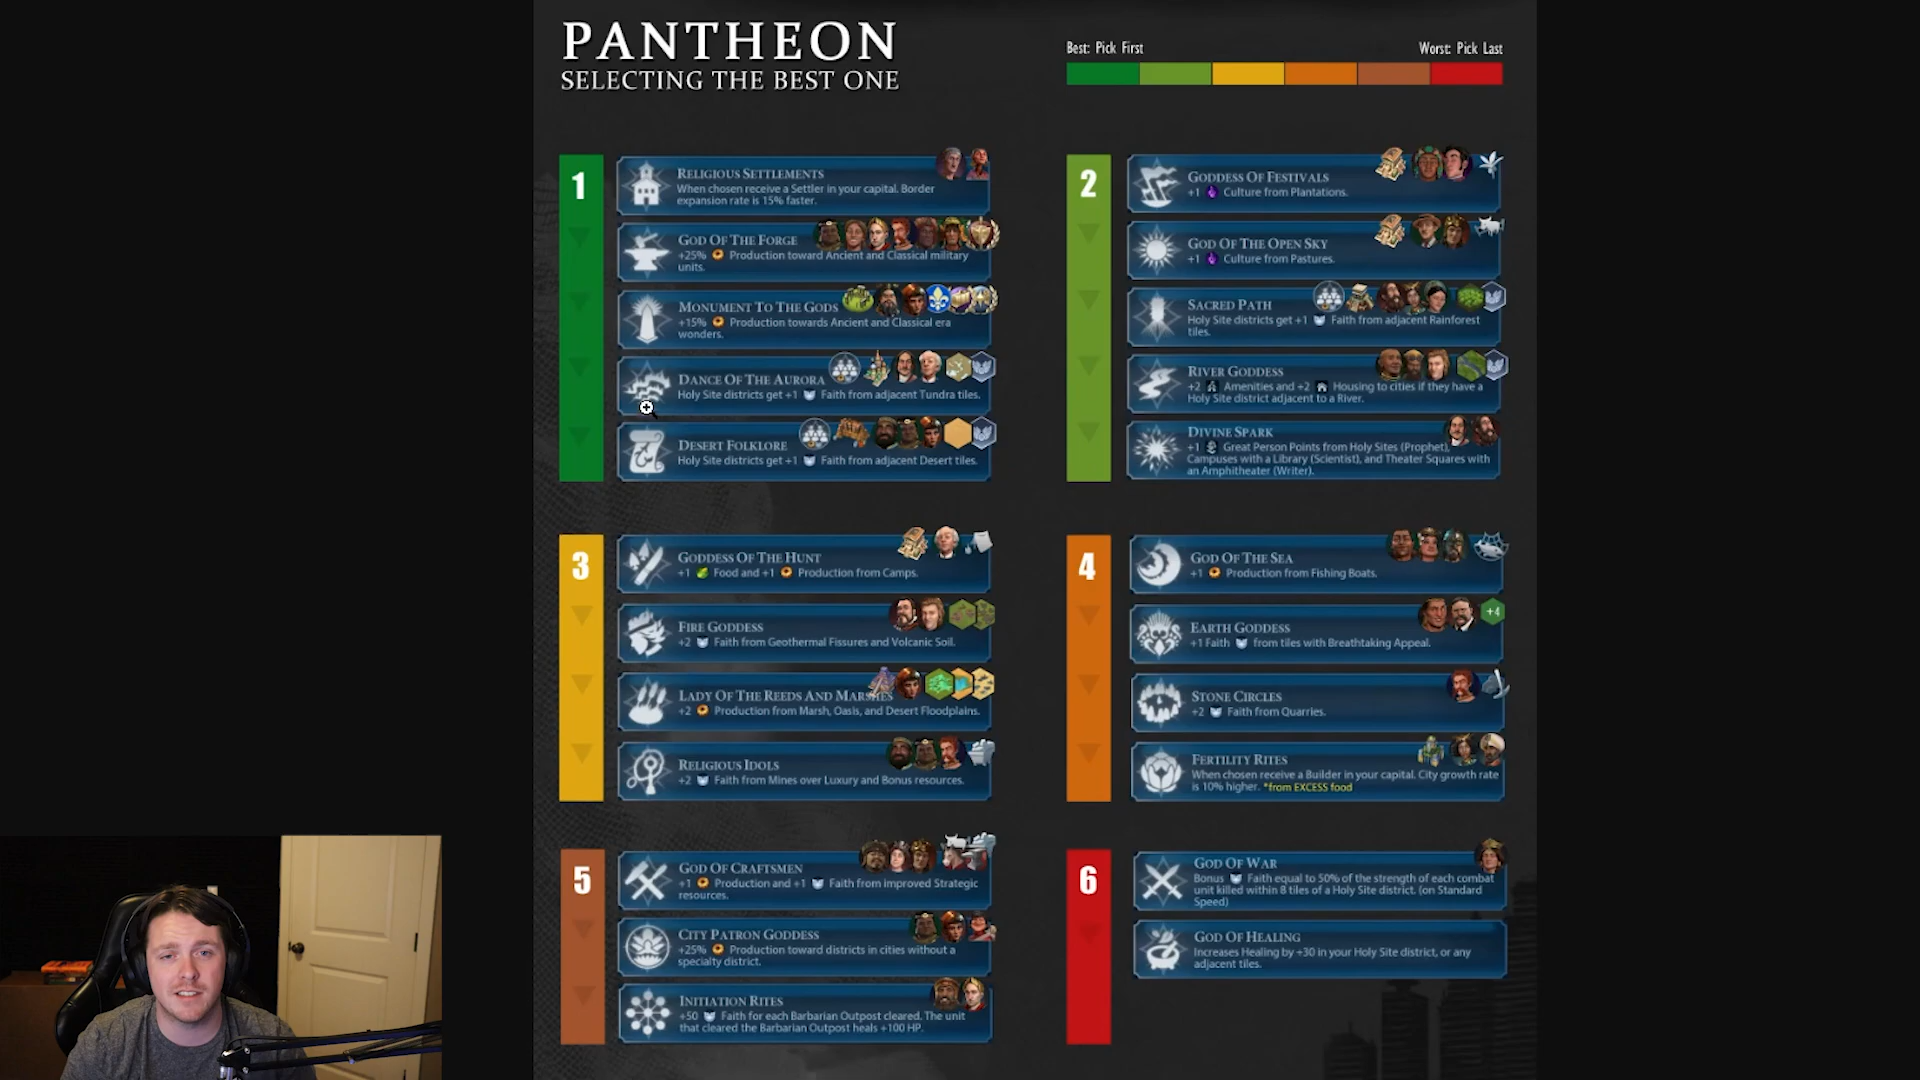 PANTHEON
SELECTING THE BEST ONE
Best: Pick First
Worst: Pick Last
1
RELIGIOUS SETTLEMENTS
When chosen receive a Settler in your capital. Border
expansion rate is 15% faster.
GOD OF THE FORGE
+25% Production toward Ancient and Classical military
units.
MONUMENT TO THE GODS
+15% Production towards Ancient and Classical era
wonders.
DANCE OF THE AURORA
Holy Site districts get +1 Faith from adjacent Tundra tiles.
DESERT FOLKLORE
Holy Site districts get +1 Faith from adjacent Desert tiles.
2
GODDESS OF FESTIVALS
+1 Culture from Plantations.
GOD OF THE OPEN SKY
+1 Culture from Pastures.
SACRED PATH
Holy Site districts get +1 Faith from adjacent Rainforest
tiles.
RIVER GODDESS
+2 Amenities and +2 Housing to cities if they have a
Holy Site district adjacent to a River.
DIVINE SPARK
+1 Great Person Points from Holy Sites (Prophet),
Campuses with a Library (Scientist), and Theater Squares with
an Amphitheater (Writer).
3
GODDESS OF THE HUNT
+1 Food and +1 Production from Camps.
FIRE GODDESS
+2 Faith from Geothermal Fissures and Volcanic Soil.
LADY OF THE REEDS AND MARSHES
+2 Production from Marsh, Oasis, and Desert Floodplains.
RELIGIOUS IDOLS
+2 Faith from Mines over Luxury and Bonus resources.
4
GOD OF THE SEA
+1 Production from Fishing Boats.
EARTH GODDESS
+4
+1 Faith from tiles with Breathtaking Appeal.
STONE CIRCLES
+2 Faith from Quarries.
FERTILITY RITES
When chosen receive a Builder in your capital. City growth rate
is 10% higher. *from EXCESS food
5
GOD OF CRAFTSMEN
+1 Production and +1 Faith from improved Strategic
resources.
CITY PATRON GODDESS
+25% Production toward districts in cities without a
specialty district.
INITIATION RITES
+50 Faith for each Barbarian Outpost cleared. The unit
that cleared the Barbarian Outpost heals +100 HP.
6
GOD OF WAR
Bonus Faith equal to 50% of the strength of each combat
unit killed within 8 tiles of a Holy Site district. (on Standard
Speed)
GOD OF HEALING
Increases Healing by +30 in your Holy Site district, or any
adjacent tiles.